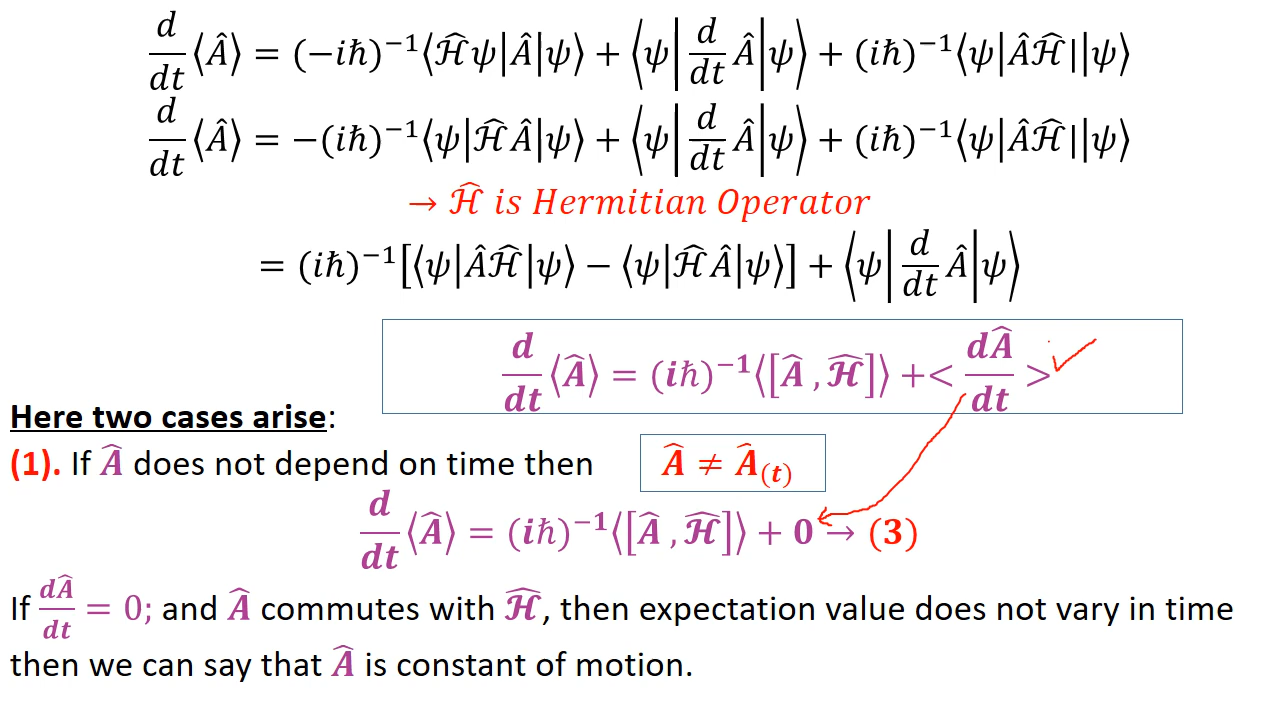 d/dt ⟨Â⟩ = (−iℏ)⁻¹⟨ℋ̂ψ|Â|ψ⟩ + ⟨ψ|d/dt Â|ψ⟩ + (iℏ)⁻¹⟨ψ|Âℋ̂||ψ⟩
d/dt ⟨Â⟩ = −(iℏ)⁻¹⟨ψ|ℋ̂Â|ψ⟩ + ⟨ψ|d/dt Â|ψ⟩ + (iℏ)⁻¹⟨ψ|Âℋ̂||ψ⟩
→ ℋ̂ is Hermitian Operator
= (iℏ)⁻¹[⟨ψ|Âℋ̂|ψ⟩ − ⟨ψ|ℋ̂Â|ψ⟩] + ⟨ψ|d/dt Â|ψ⟩
d/dt ⟨Â⟩ = (iℏ)⁻¹⟨[Â , ℋ̂]⟩ +< dÂ/dt >
Here two cases arise:
(1). If Â does not depend on time then Â ≠ Â₍t₎
d/dt ⟨Â⟩ = (iℏ)⁻¹⟨[Â , ℋ̂]⟩ + 0 → (3)
If dÂ/dt = 0; and Â commutes with ℋ̂, then expectation value does not vary in time
then we can say that Â is constant of motion.